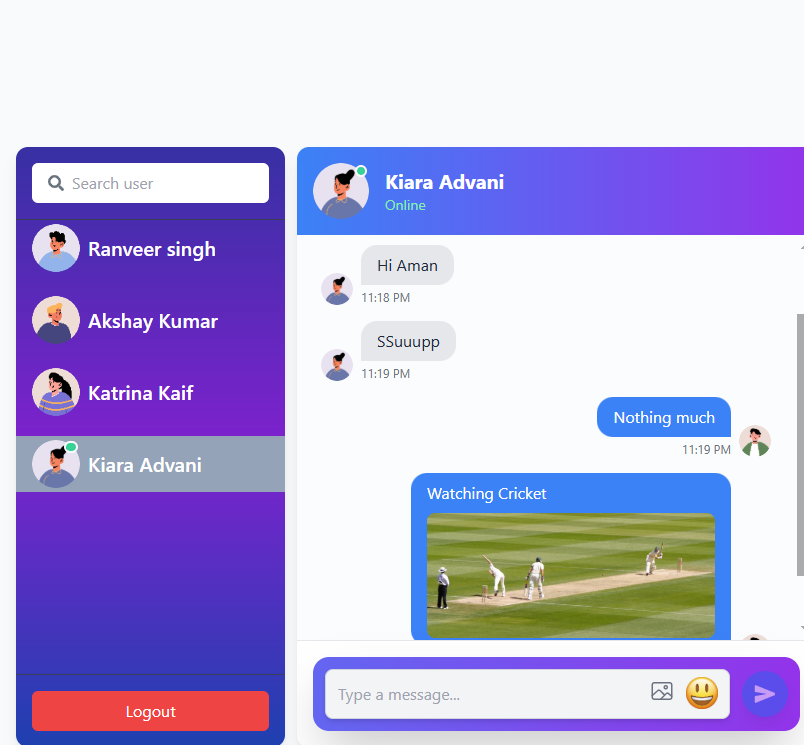 Search user
Ranveer singh
Akshay Kumar
Katrina Kaif
Kiara Advani
Logout
Kiara Advani
Online
Hi Aman
11:18 PM
SSuuupp
11:19 PM
Nothing much
11:19 PM
Watching Cricket
Type a message...